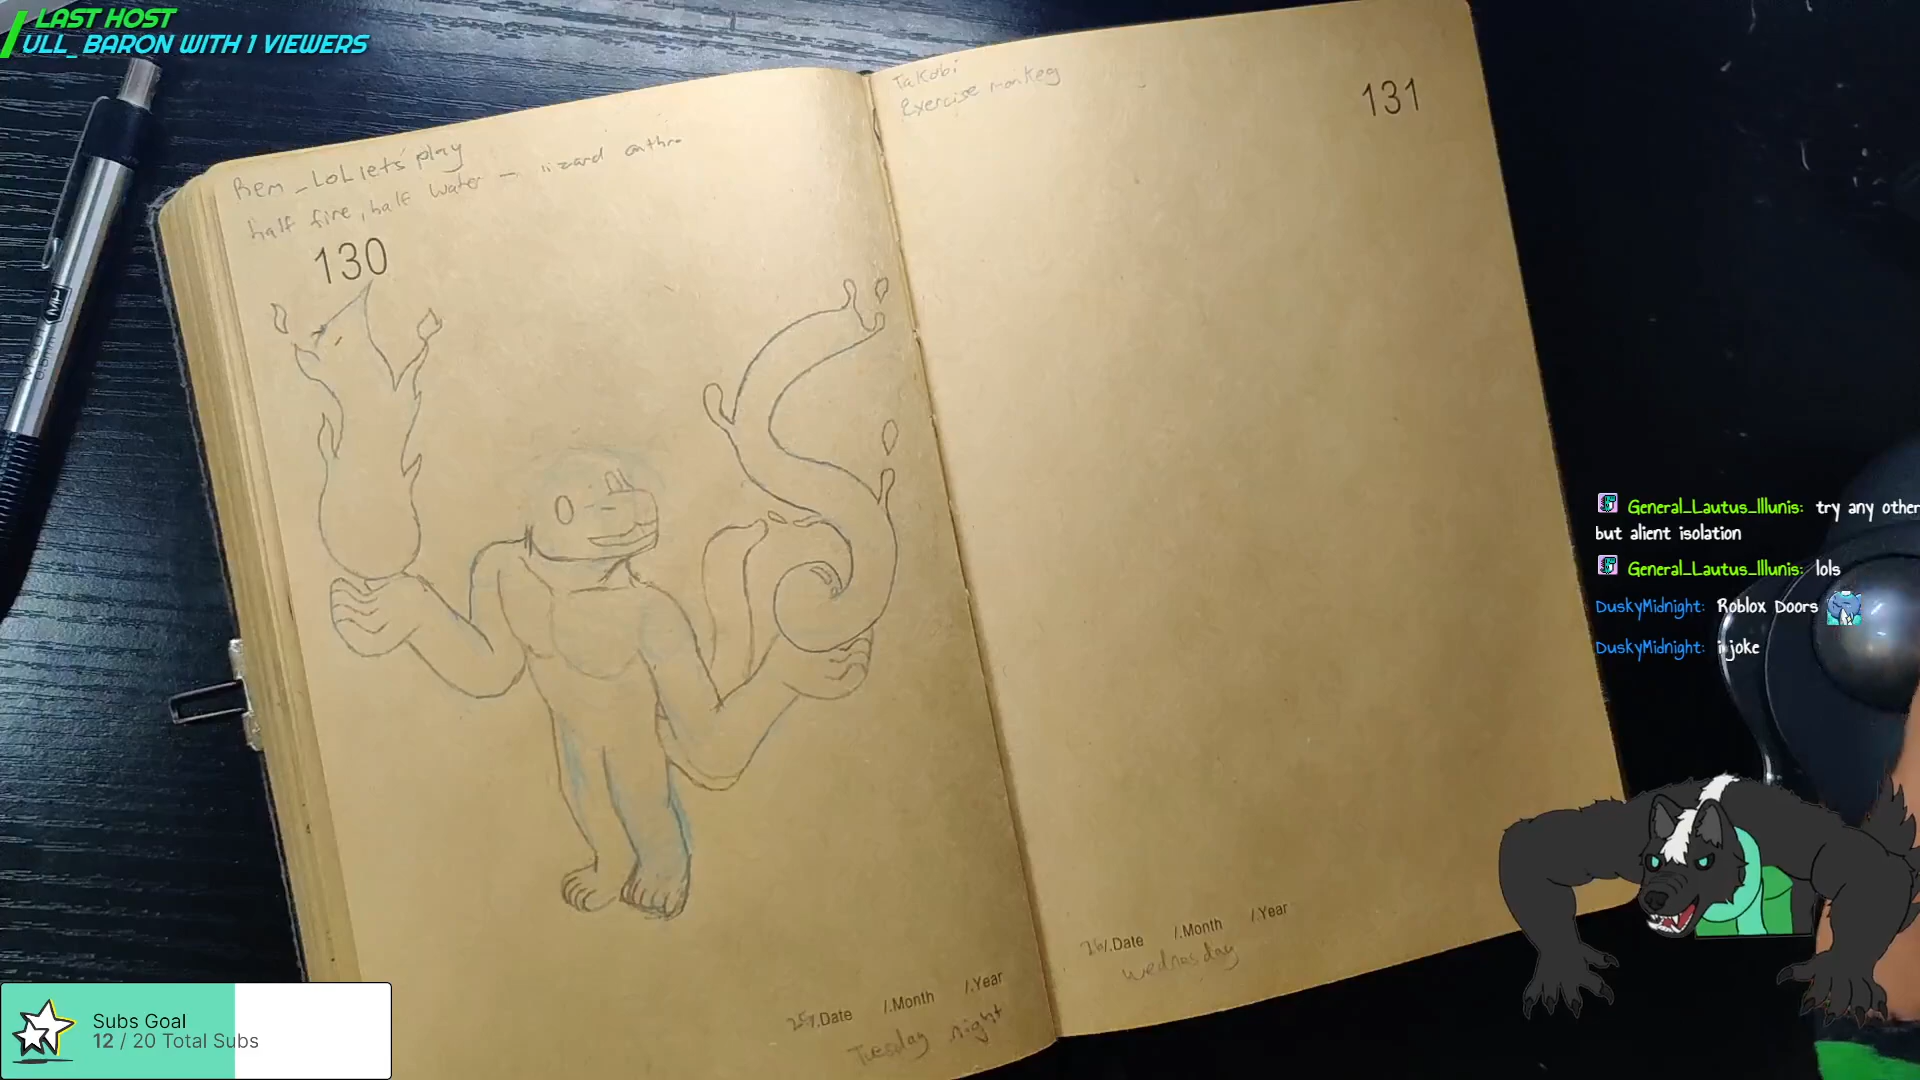 LAST HOST
ULL_BARON WITH 1 VIEWERS
Rem_LoLlets play
half fire, half water - lizard anthro
130
Takobi
Exercise monkey
131
General_Lautus_Illunis: try any other
but alient isolation
General_Lautus_Illunis: lols
DuskyMidnight: Roblox Doors
DuskyMidnight: i joke
26/.Date /.Month /.Year
Wednesday
25/.Date /.Month /.Year
Tuesday night
Subs Goal
12 / 20 Total Subs